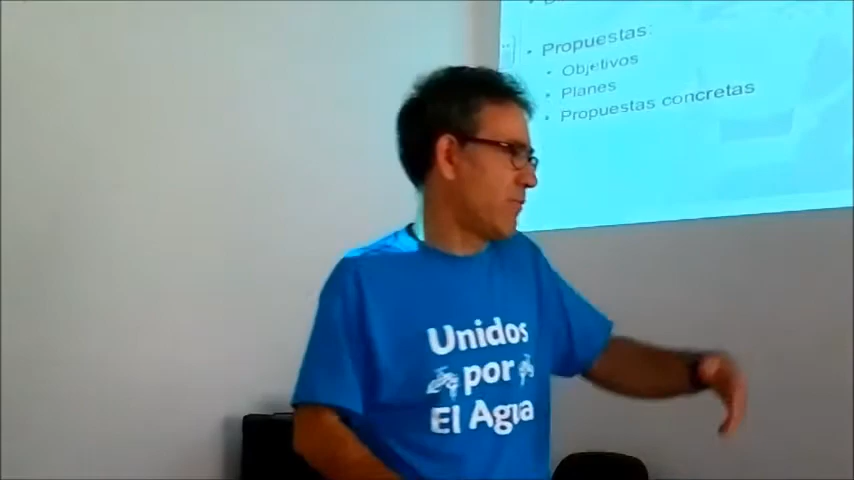 Propuestas:
Objetivos
Planes
Propuestas concretas
Unidos
por
El Agua